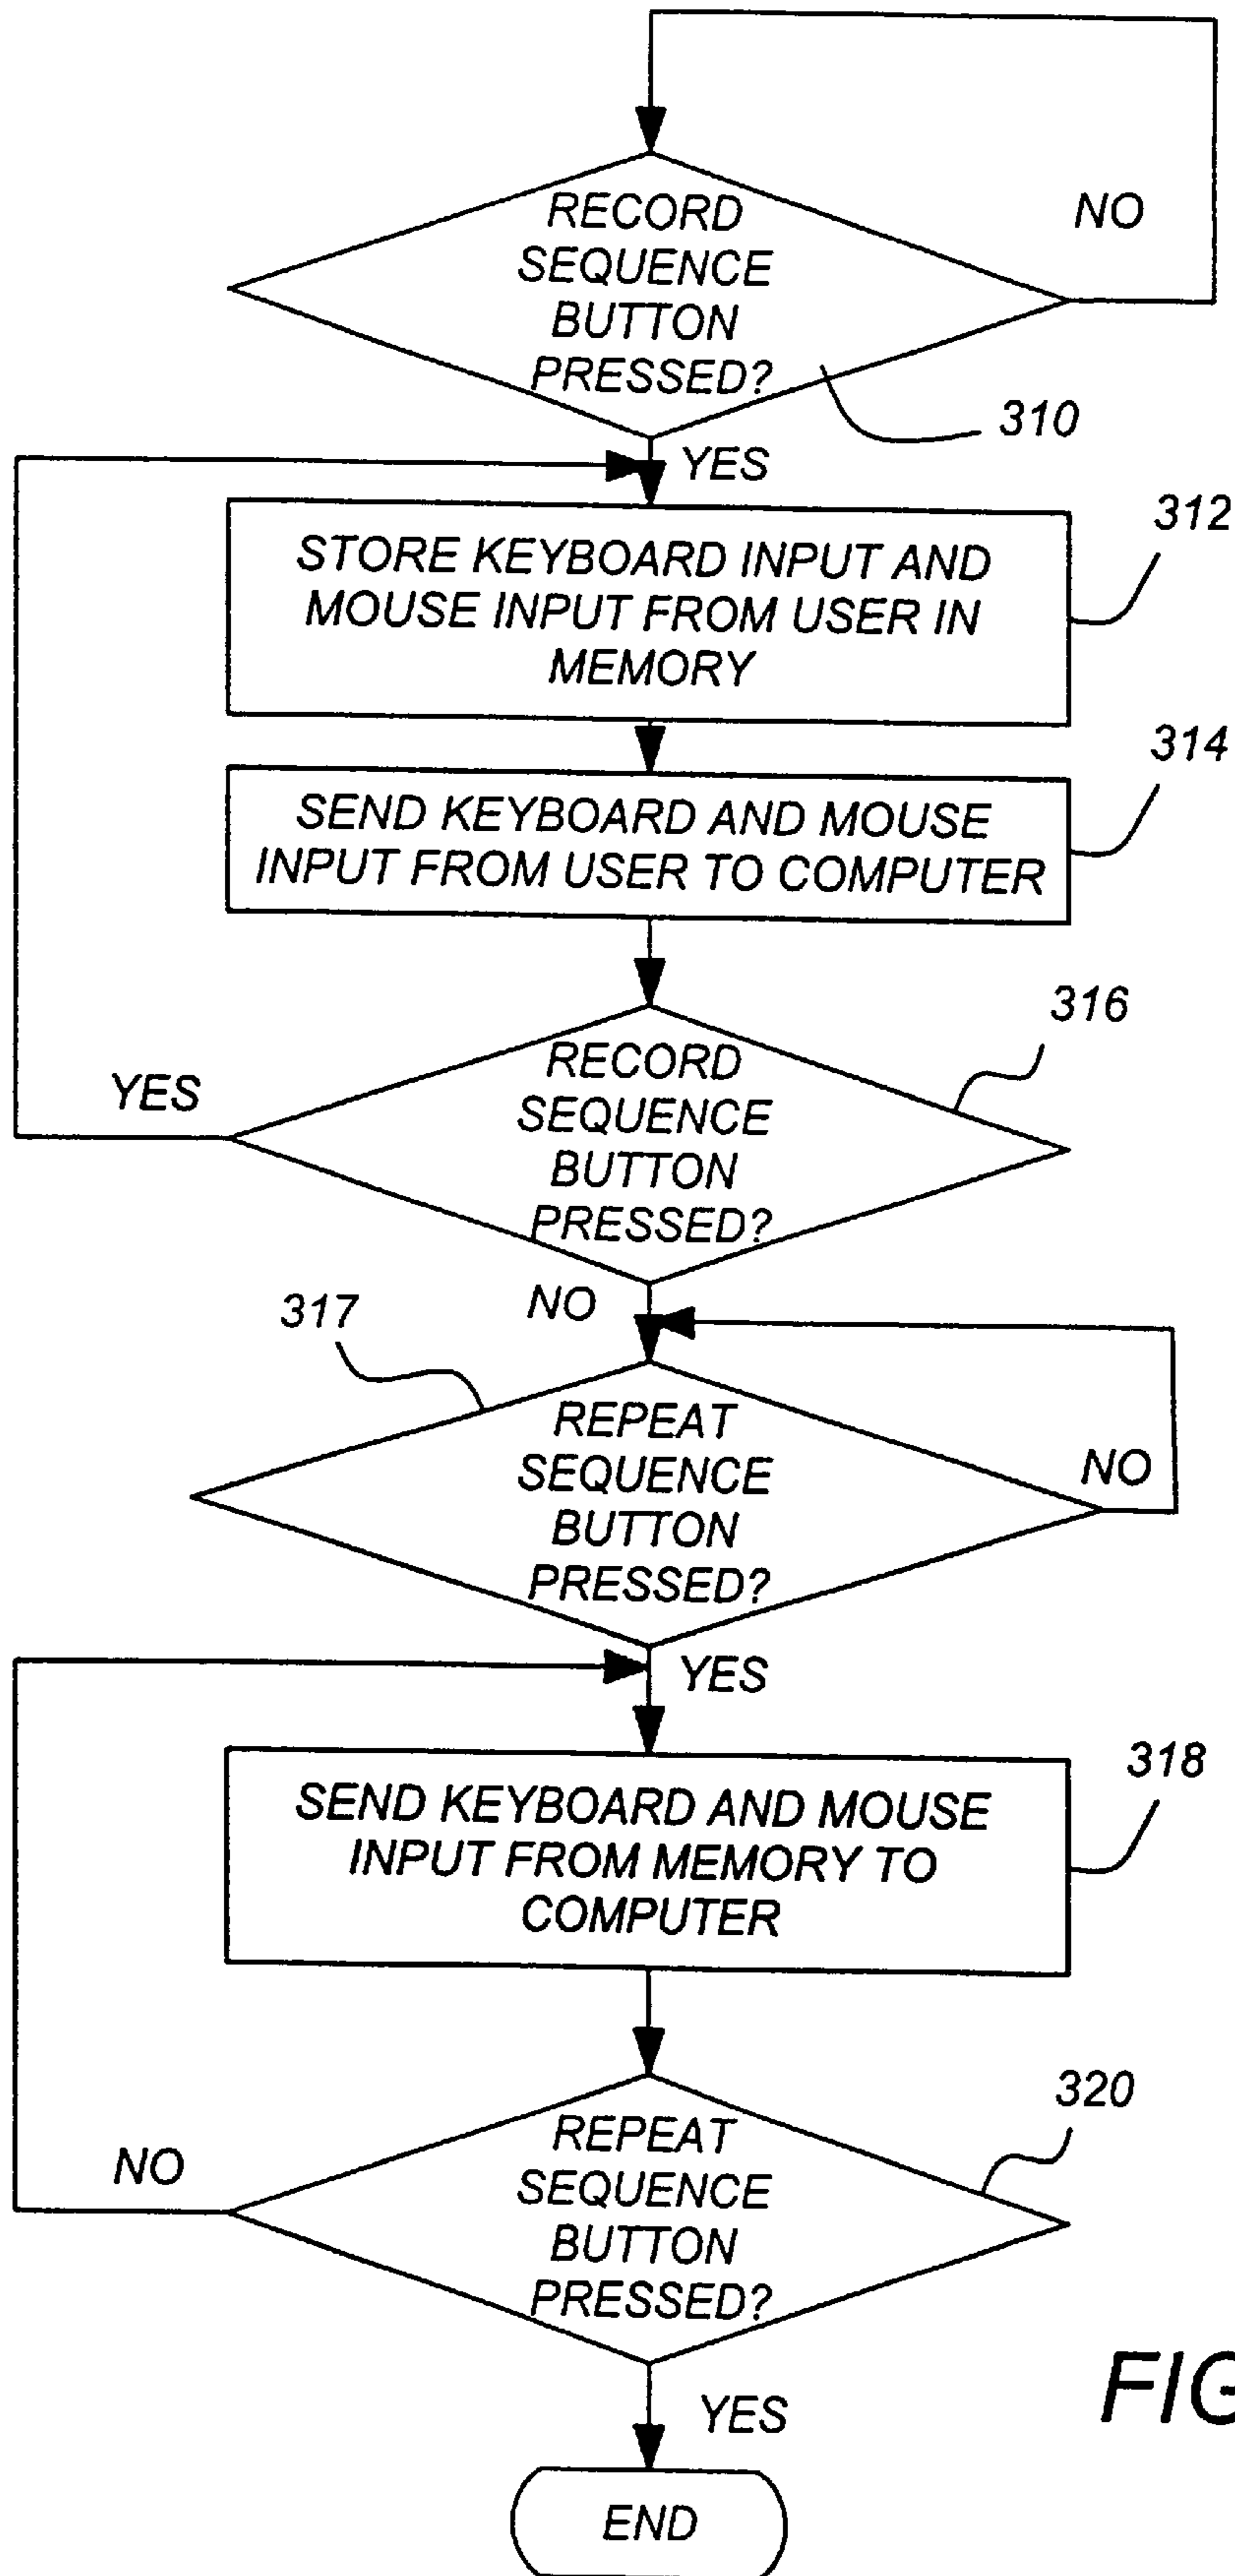 RECORD
SEQUENCE
BUTTON
PRESSED?
NO
310
YES
312
STORE KEYBOARD INPUT AND
MOUSE INPUT FROM USER IN
MEMORY
314
SEND KEYBOARD AND MOUSE
INPUT FROM USER TO COMPUTER
316
RECORD
SEQUENCE
BUTTON
PRESSED?
YES
NO
317
REPEAT
SEQUENCE
BUTTON
PRESSED?
NO
YES
318
SEND KEYBOARD AND MOUSE
INPUT FROM MEMORY TO
COMPUTER
320
REPEAT
SEQUENCE
BUTTON
PRESSED?
NO
YES
FIG
END